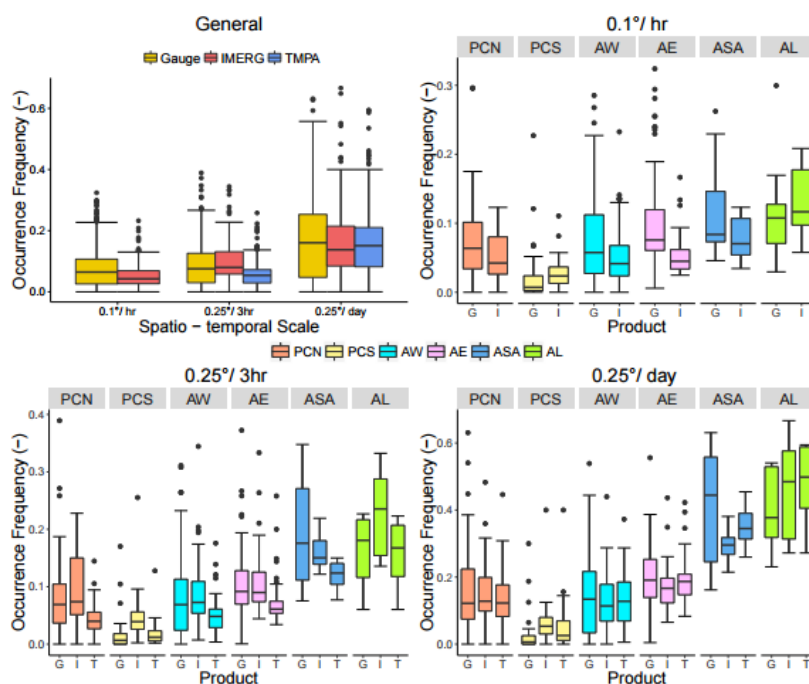 General
Gauge IMERG TMPA
Occurrence Frequency (−)
0.6
0.4
0.2
0.0
0.1°/ hr 0.25°/ 3hr 0.25°/ day
Spatio − temporal Scale
0.1°/ hr
PCN PCS AW AE ASA AL
Occurrence Frequency (−)
0.3
0.2
0.1
0.0
G I G I G I G I G I G I
Product
PCN PCS AW AE ASA AL
0.25°/ 3hr
PCN PCS AW AE ASA AL
Occurrence Frequency (−)
0.4
0.3
0.2
0.1
0.0
G I T G I T G I T G I T G I T G I T
Product
0.25°/ day
PCN PCS AW AE ASA AL
Occurrence Frequency (−)
0.6
0.4
0.2
0.0
G I T G I T G I T G I T G I T G I T
Product